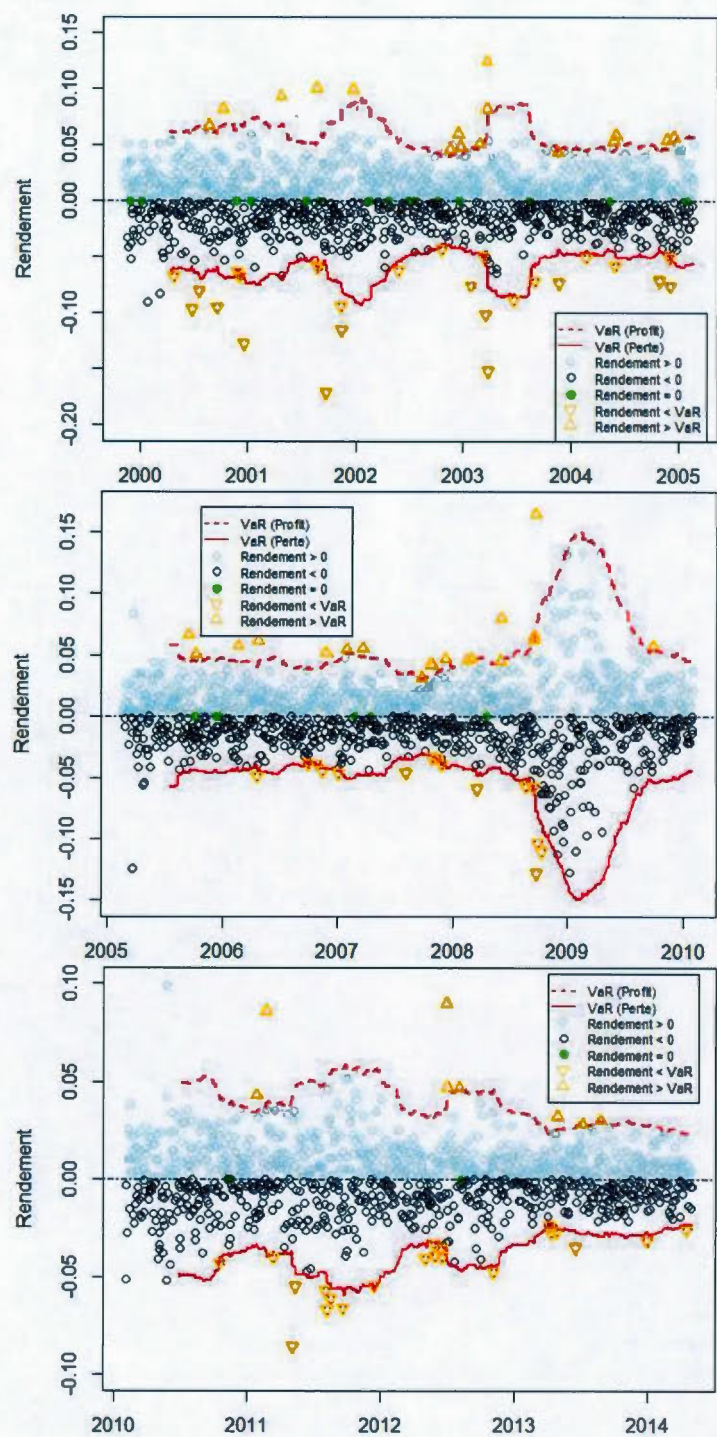 0.15
0.10
0.05
0.00
-0.10
-0.20
Rendement
VaR (Profit)
VaR (Perte)
Rendement > 0
Rendement < 0
Rendement = 0
Rendement < VaR
Rendement > VaR
2000 2001 2002 2003 2004 2005
0.15
0.10
0.05
0.00
-0.05
-0.10
-0.15
Rendement
VaR (Profit)
VaR (Perte)
Rendement > 0
Rendement < 0
Rendement = 0
Rendement < VaR
Rendement > VaR
2005 2006 2007 2008 2009 2010
0.10
0.05
0.00
-0.05
-0.10
Rendement
VaR (Profit)
VaR (Perte)
Rendement > 0
Rendement < 0
Rendement = 0
Rendement < VaR
Rendement > VaR
2010 2011 2012 2013 2014